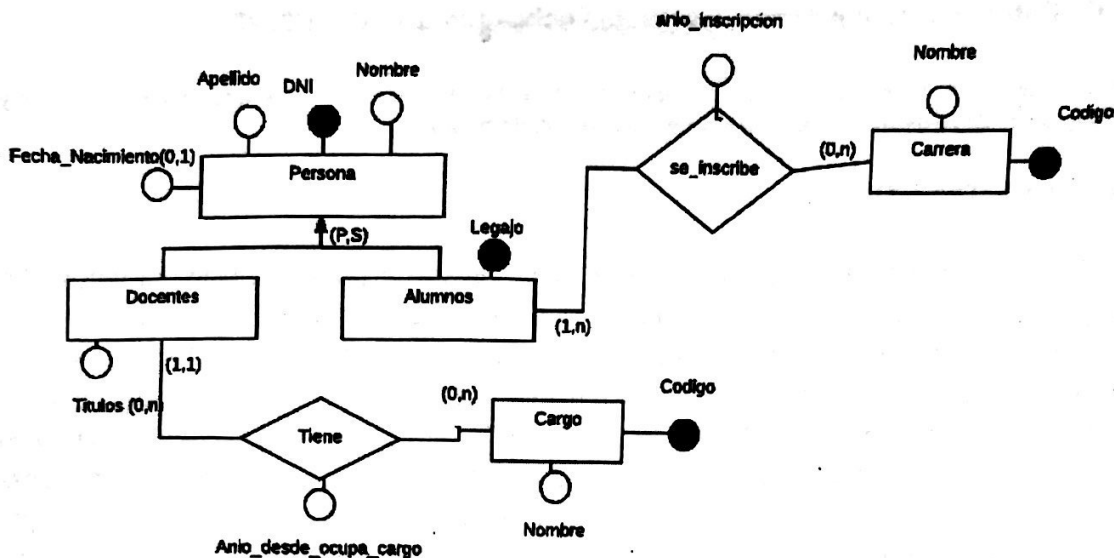 anio_inscripcion
Nombre
Codigo
Apellido
DNI
Nombre
Fecha_Nacimiento(0,1)
Persona
se_inscribe
(0,n)
Carrera
(P,S)
Legajo
Docentes
Alumnos
(1,n)
(1,1)
Titulos (0,n)
(0,n)
Codigo
Tiene
Cargo
Nombre
Anio_desde_ocupa_cargo